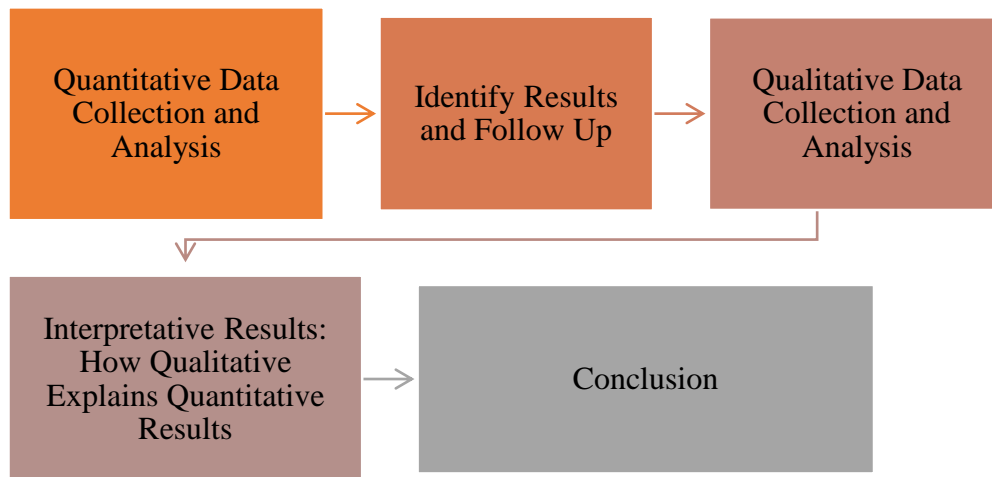 Quantitative Data
Collection and
Analysis
Identify Results
and Follow Up
Qualitative Data
Collection and
Analysis
Interpretative Results:
How Qualitative
Explains Quantitative
Results
Conclusion